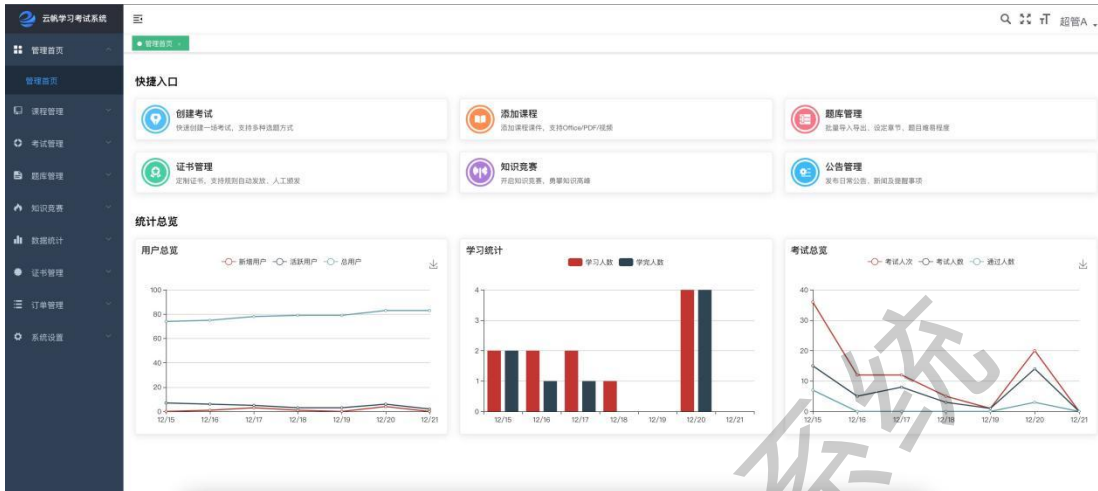 云帆学习考试系统
超管A
管理首页
管理首页
管理首页
课程管理
考试管理
题库管理
知识竞赛
数据统计
证书管理
订单管理
系统设置
快捷入口
创建考试
快速创建一场考试，支持多种选题方式
添加课程
添加课程课件，支持Office/PDF/视频
题库管理
批量导入导出、设定章节、题目难易程度
证书管理
定制证书，支持规则自动发放、人工颁发
知识竞赛
开启知识竞赛，勇攀知识高峰
公告管理
发布日常公告、新闻及提醒事项
统计总览
用户总览
新增用户 活跃用户 总用户
100
80
60
40
20
0
12/15 12/16 12/17 12/18 12/19 12/20 12/21
学习统计
学习人数 学完人数
4
3
2
1
0
12/15 12/16 12/17 12/18 12/19 12/20 12/21
考试总览
考试人次 考试人数 通过人数
40
30
20
10
0
12/15 12/16 12/17 12/18 12/19 12/20 12/21
系统